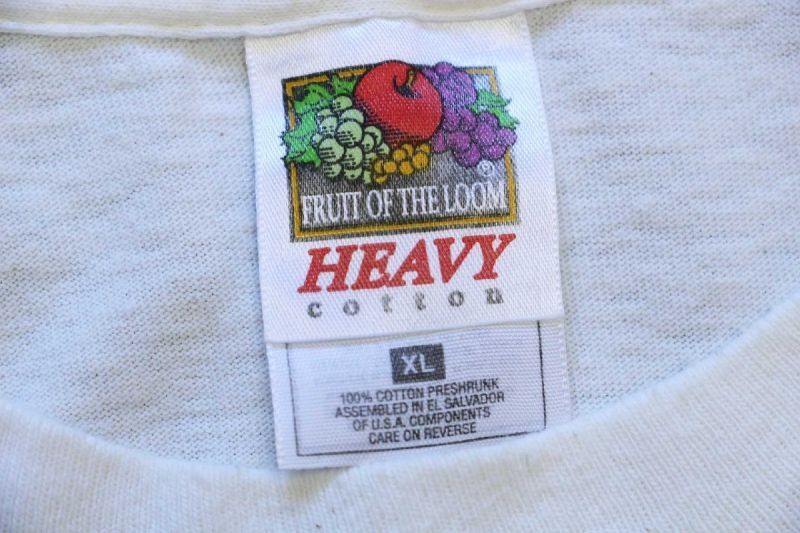 ®
FRUIT OF THE LOOM
HEAVY
cotton
XL
100% COTTON PRESHRUNK
ASSEMBLED IN EL SALVADOR
OF U.S.A. COMPONENTS
CARE ON REVERSE